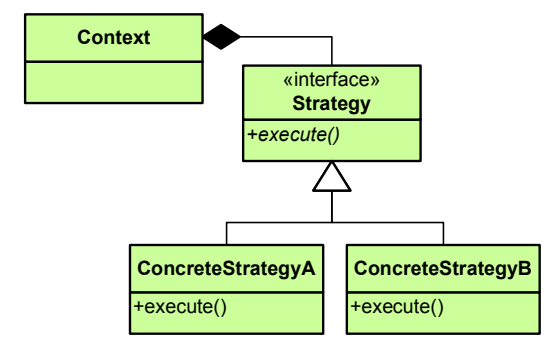 Context
«interface»
Strategy
+execute()
ConcreteStrategyA
+execute()
ConcreteStrategyB
+execute()